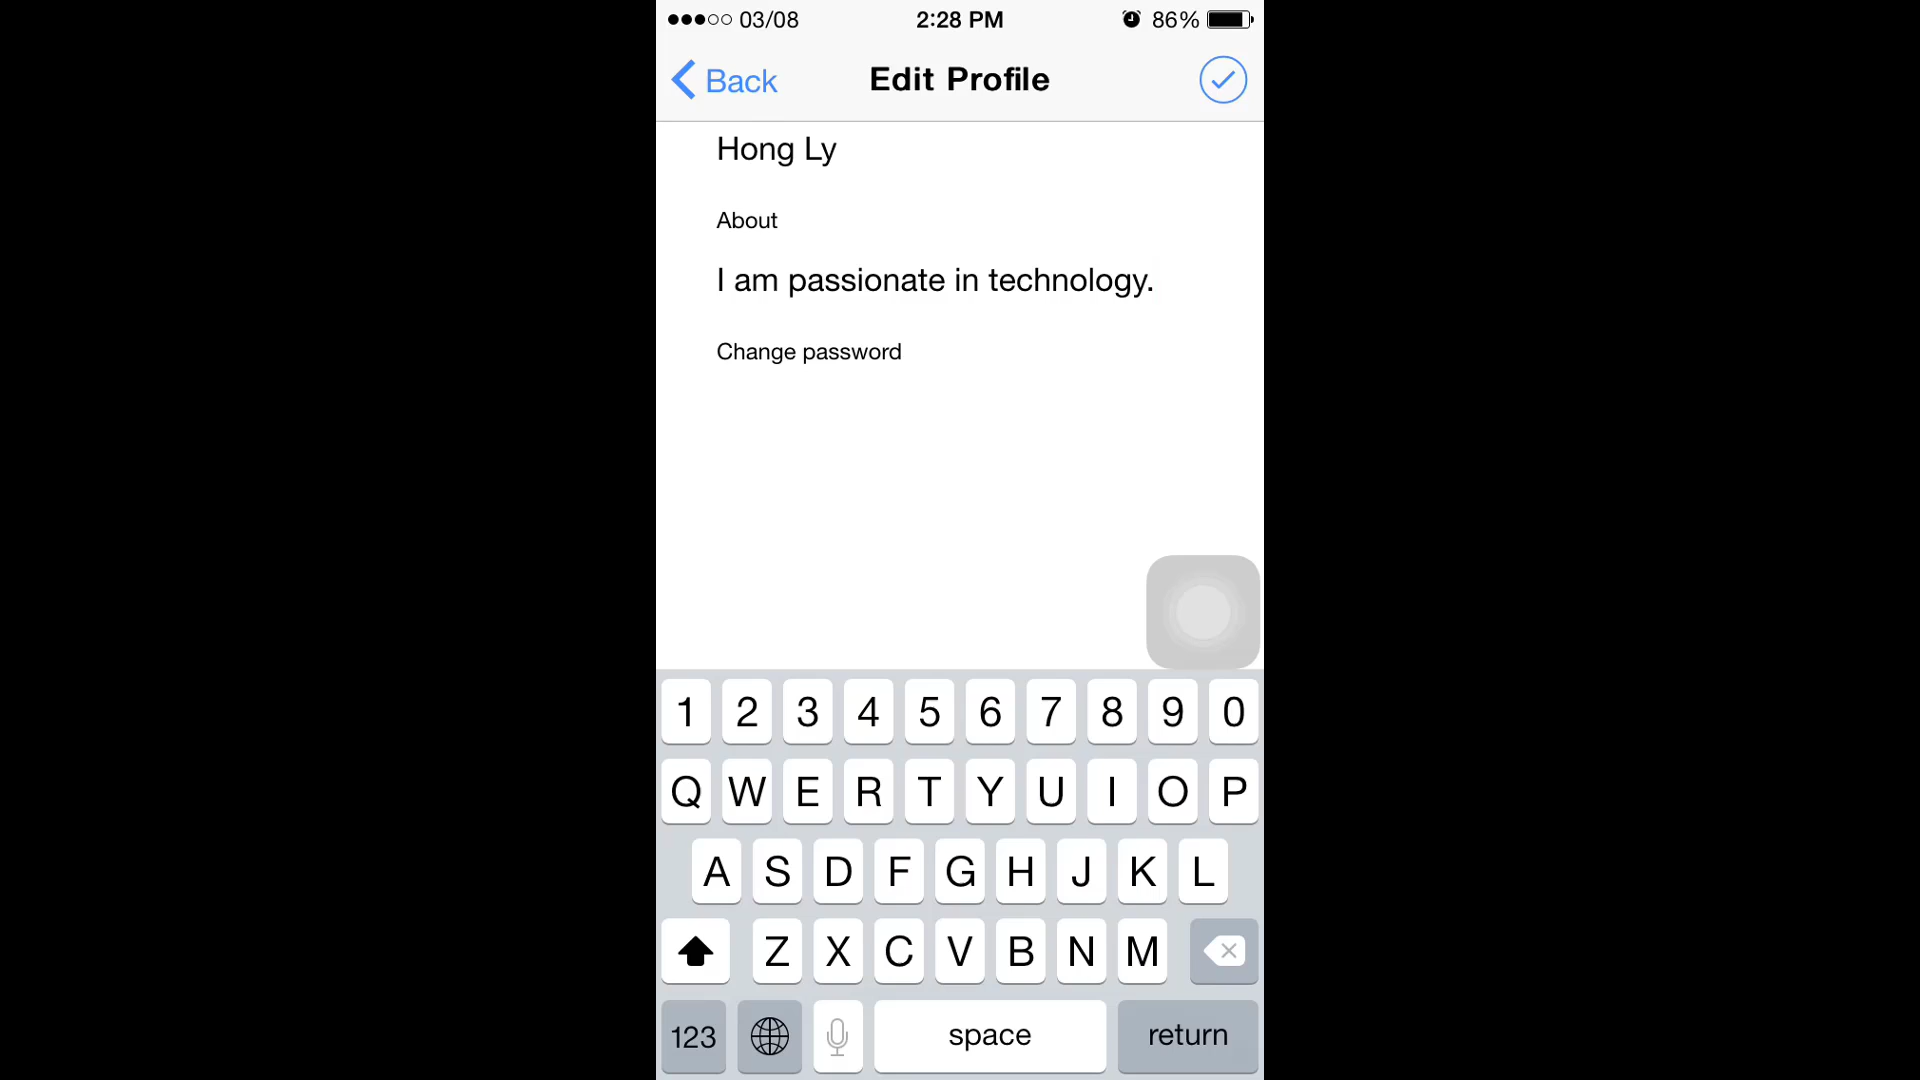 03/08 2:28 PM 86%
Back Edit Profile
Hong Ly
About
I am passionate in technology.
Change password
1 2 3 4 5 6 7 8 9 0
Q W E R T Y U I O P
A S D F G H J K L
Z X C V B N M
123 space return